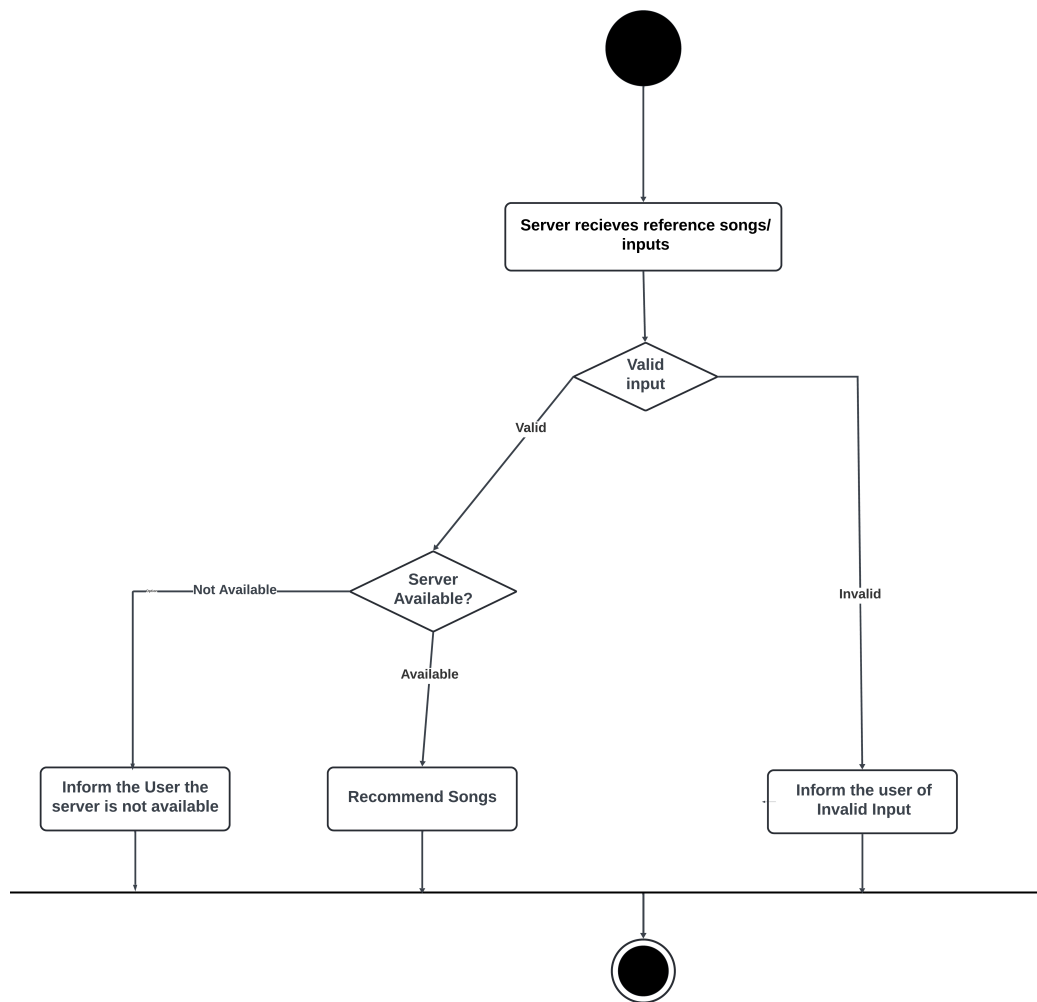 Server recieves reference songs/
inputs
Valid
input
Valid
Server
Available?
Not Available
Invalid
Available
Inform the User the
server is not available
Recommend Songs
Inform the user of
Invalid Input